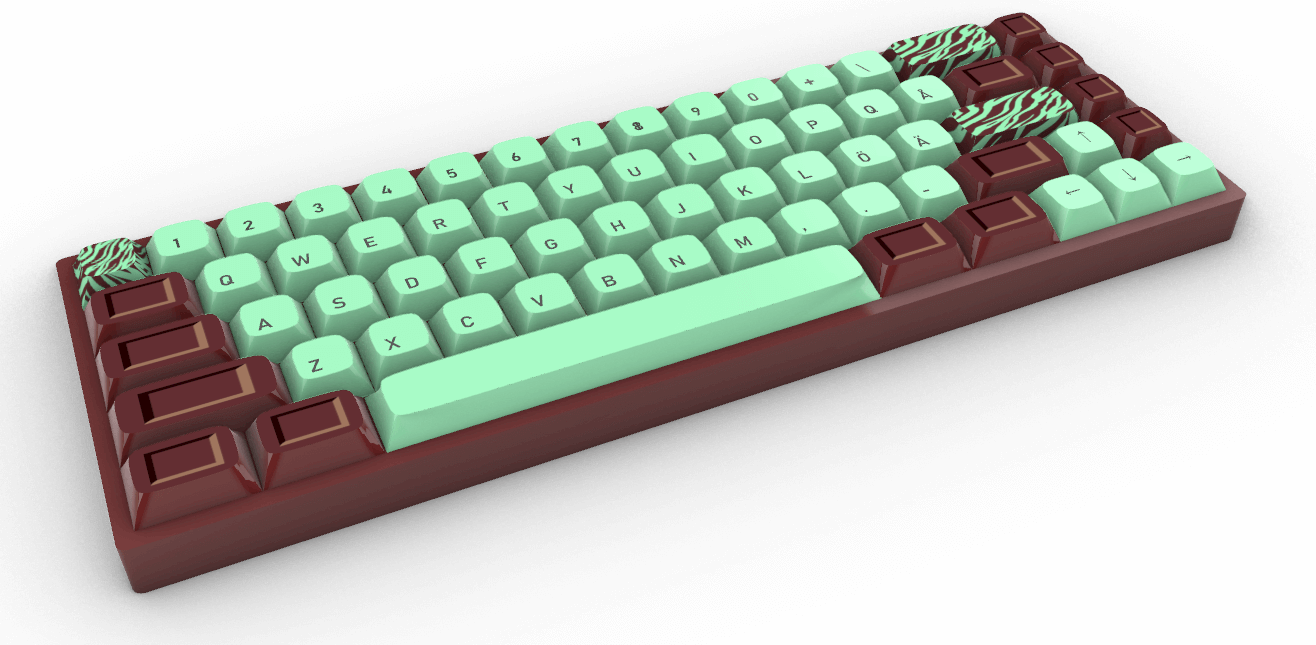 1 2 3 4 5 6 7 8 9 0 + \
Q W E R T Y U I O P Q Å
A S D F G H J K L Ö Ä
Z X C V B N M , . - ↑
← ↓ →